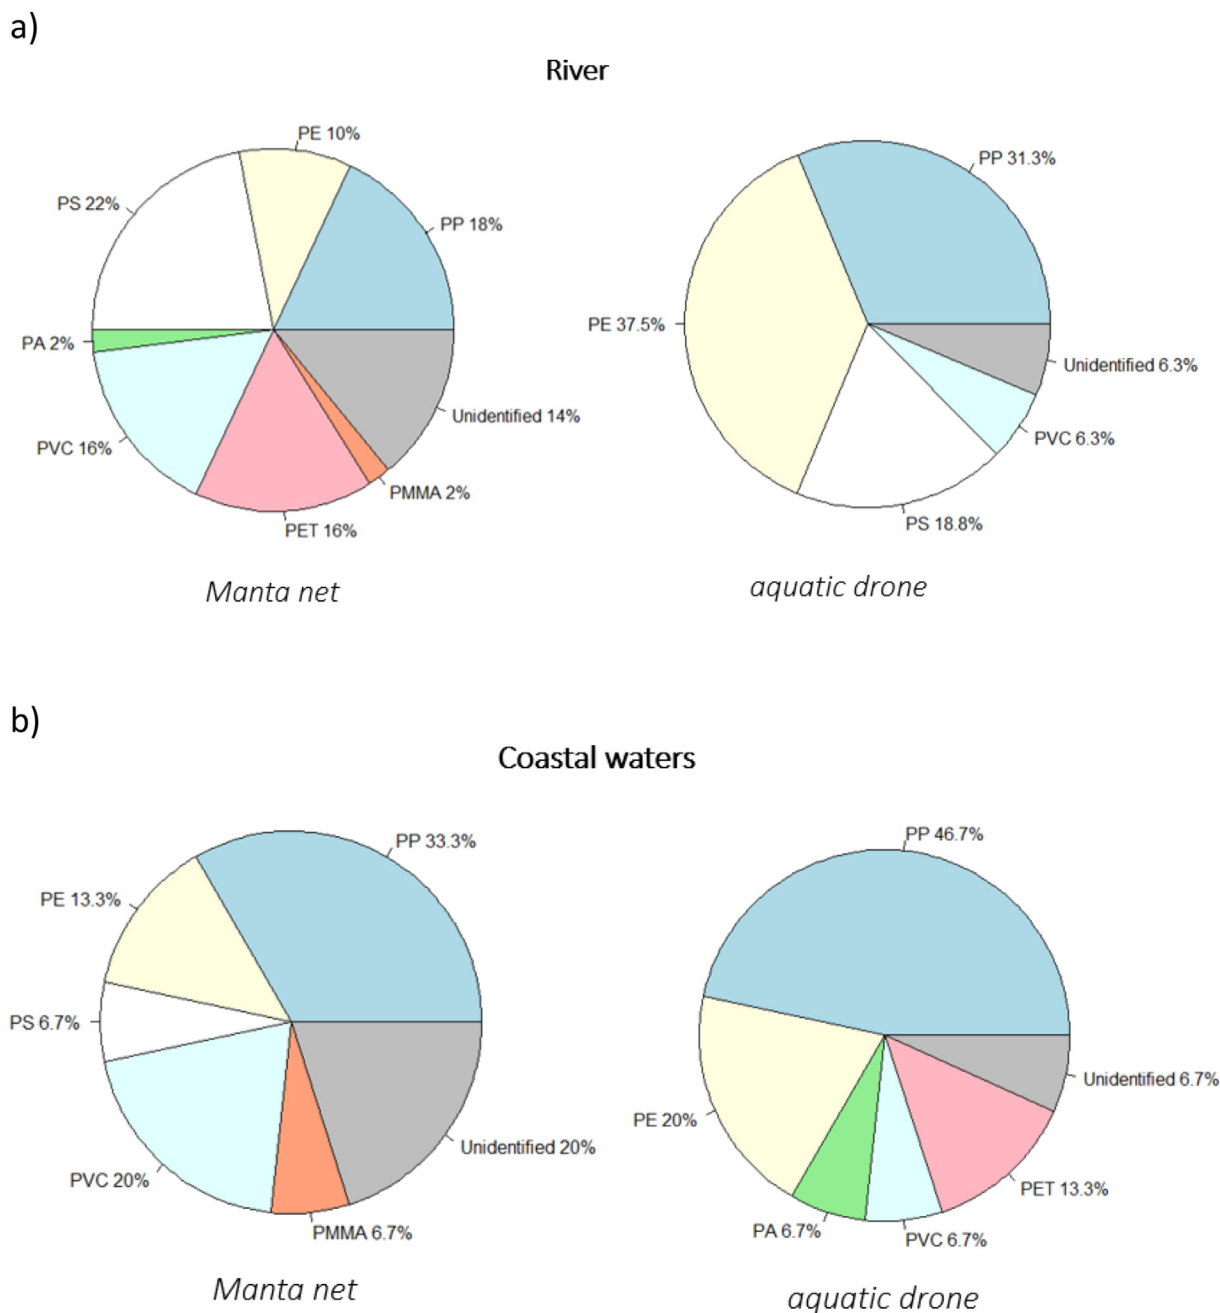 a)
River
PE 10%
PS 22%
PP 18%
PA 2%
Unidentified 14%
PVC 16%
PMMA 2%
PET 16%
Manta net
PP 31.3%
PE 37.5%
Unidentified 6.3%
PVC 6.3%
PS 18.8%
aquatic drone
b)
Coastal waters
PP 33.3%
PE 13.3%
PS 6.7%
Unidentified 20%
PVC 20%
PMMA 6.7%
Manta net
PP 46.7%
Unidentified 6.7%
PE 20%
PET 13.3%
PA 6.7%
PVC 6.7%
aquatic drone